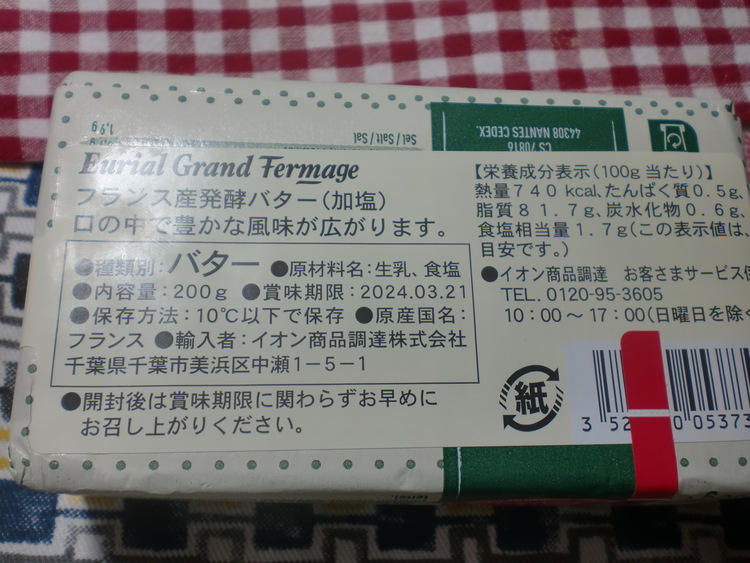 CS 70816
44308 NANTES CEDEX.
Sel / Salt / Sal
1,9 g
Eurial Grand Fermage
フランス産発酵バター(加塩)
口の中で豊かな風味が広がります。
●種類別:バター ●原材料名:生乳、食塩
●内容量:200g ●賞味期限:2024.03.21
●保存方法:10℃以下で保存 ●原産国名:
フランス ●輸入者:イオン商品調達株式会社
千葉県千葉市美浜区中瀬1-5-1
●開封後は賞味期限に関わらずお早めに
お召し上がりください。
【栄養成分表示(100g当たり)】
熱量740kcal、たんぱく質0.5g、
脂質81.7g、炭水化物0.6g、
食塩相当量1.7g(この表示値は、
目安です。)
●イオン商品調達 お客さまサービス
TEL. 0120-95-3605
10:00~17:00(日曜日を除く
紙
3 52 0 05373